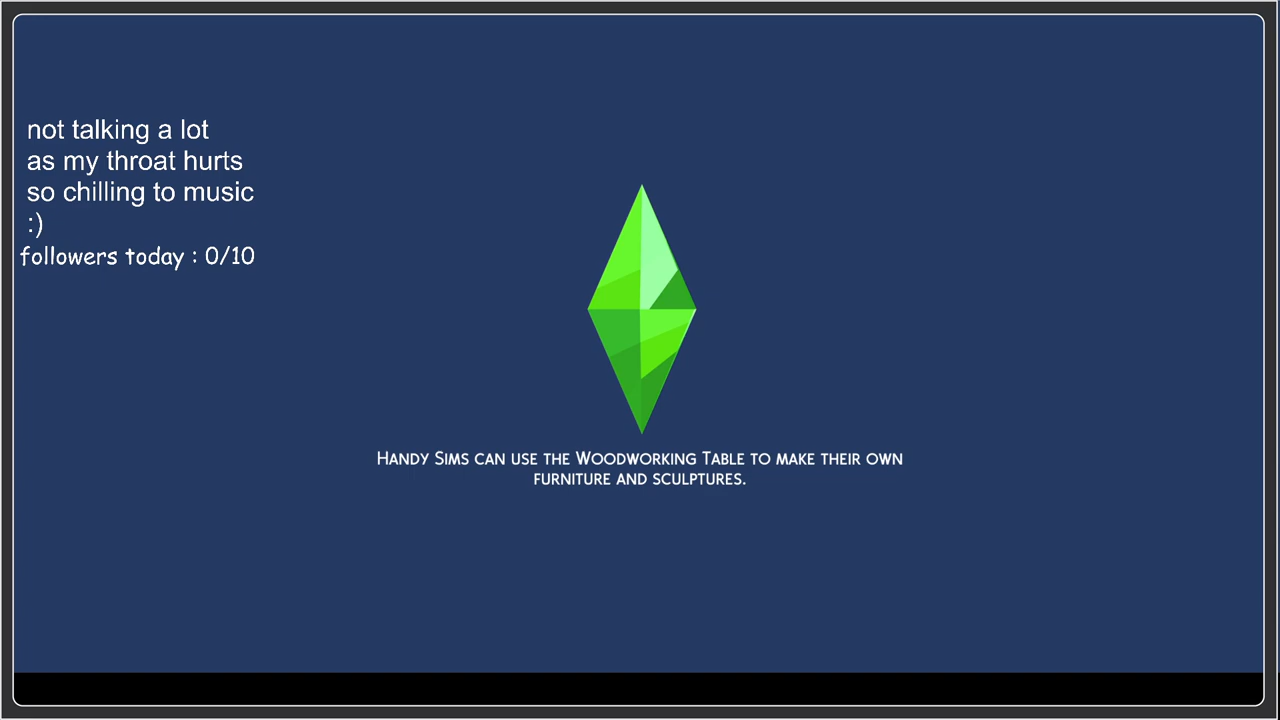 not talking a lot
as my throat hurts
so chilling to music
:)
followers today : 0/10
Handy Sims can use the Woodworking Table to make their own
furniture and sculptures.